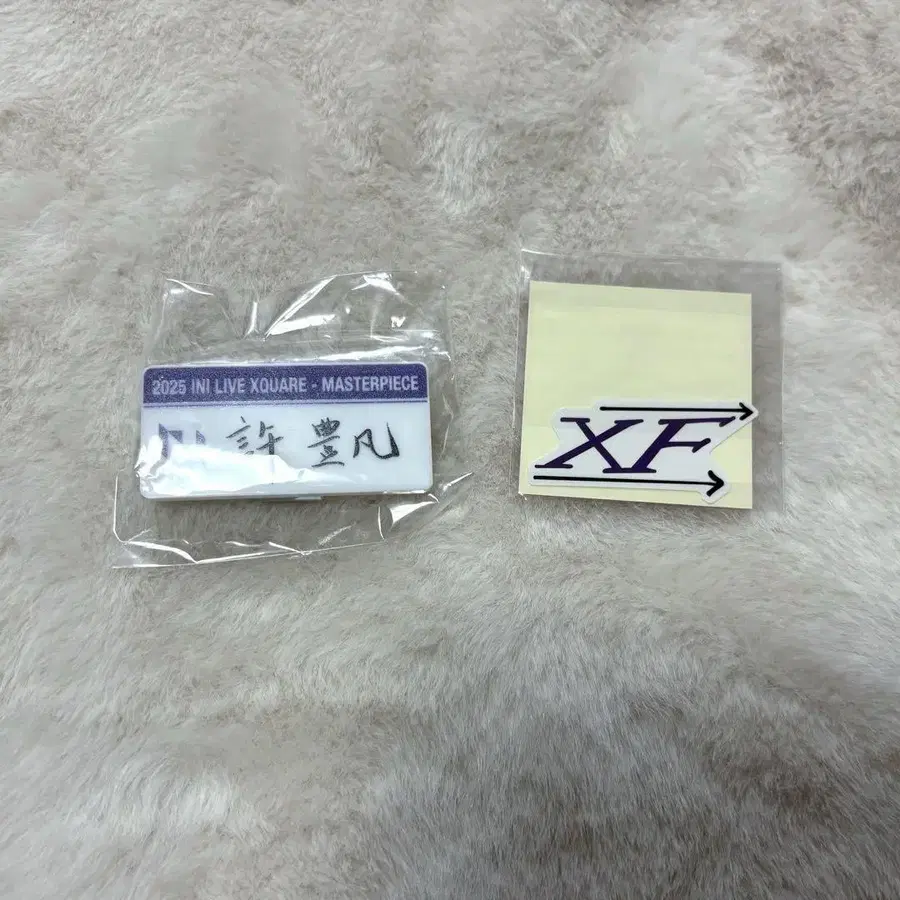 2025 INI LIVE XQUARE - MASTERPIECE
許 豊凡
XF